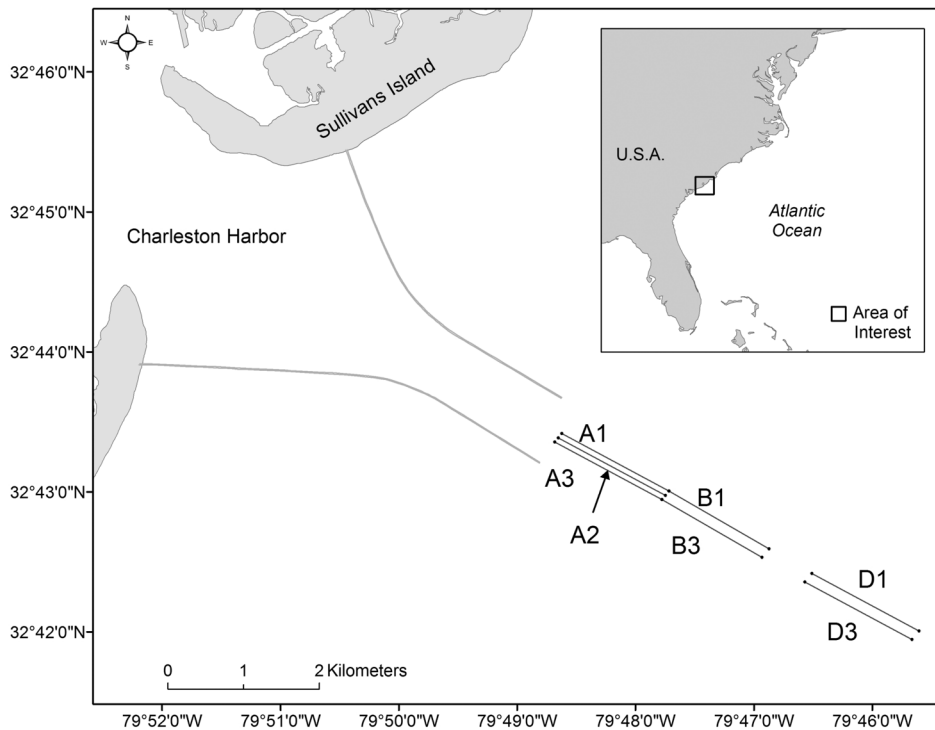 N
W E
S
32°46'0"N
32°45'0"N
32°44'0"N
32°43'0"N
32°42'0"N
Sullivans Island
Charleston Harbor
U.S.A.
Atlantic
Ocean
Area of
Interest
A1
A3
A2
B1
B3
D1
D3
0 1 2 Kilometers
79°52'0"W 79°51'0"W 79°50'0"W 79°49'0"W 79°48'0"W 79°47'0"W 79°46'0"W